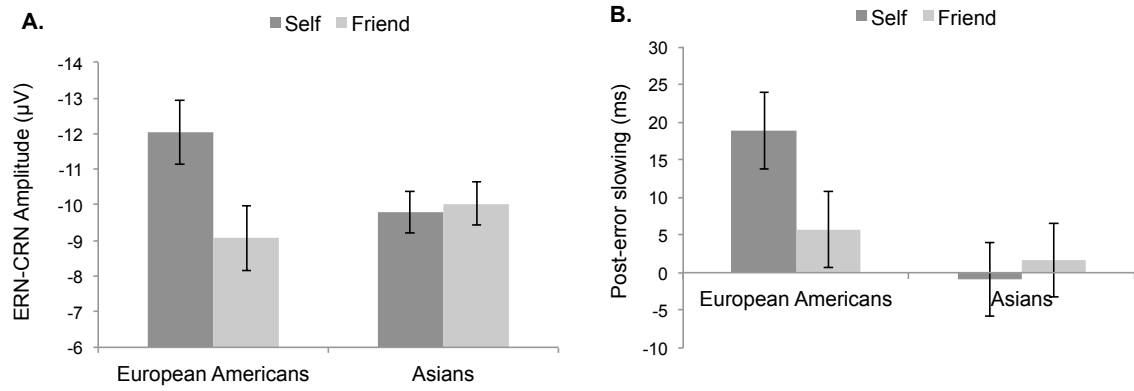 A.
Self Friend
ERN-CRN Amplitude (µV)
-14
-13
-12
-11
-10
-9
-8
-7
-6
European Americans Asians
B.
Self Friend
Post-error slowing (ms)
30
25
20
15
10
5
0
-5
-10
European Americans Asians